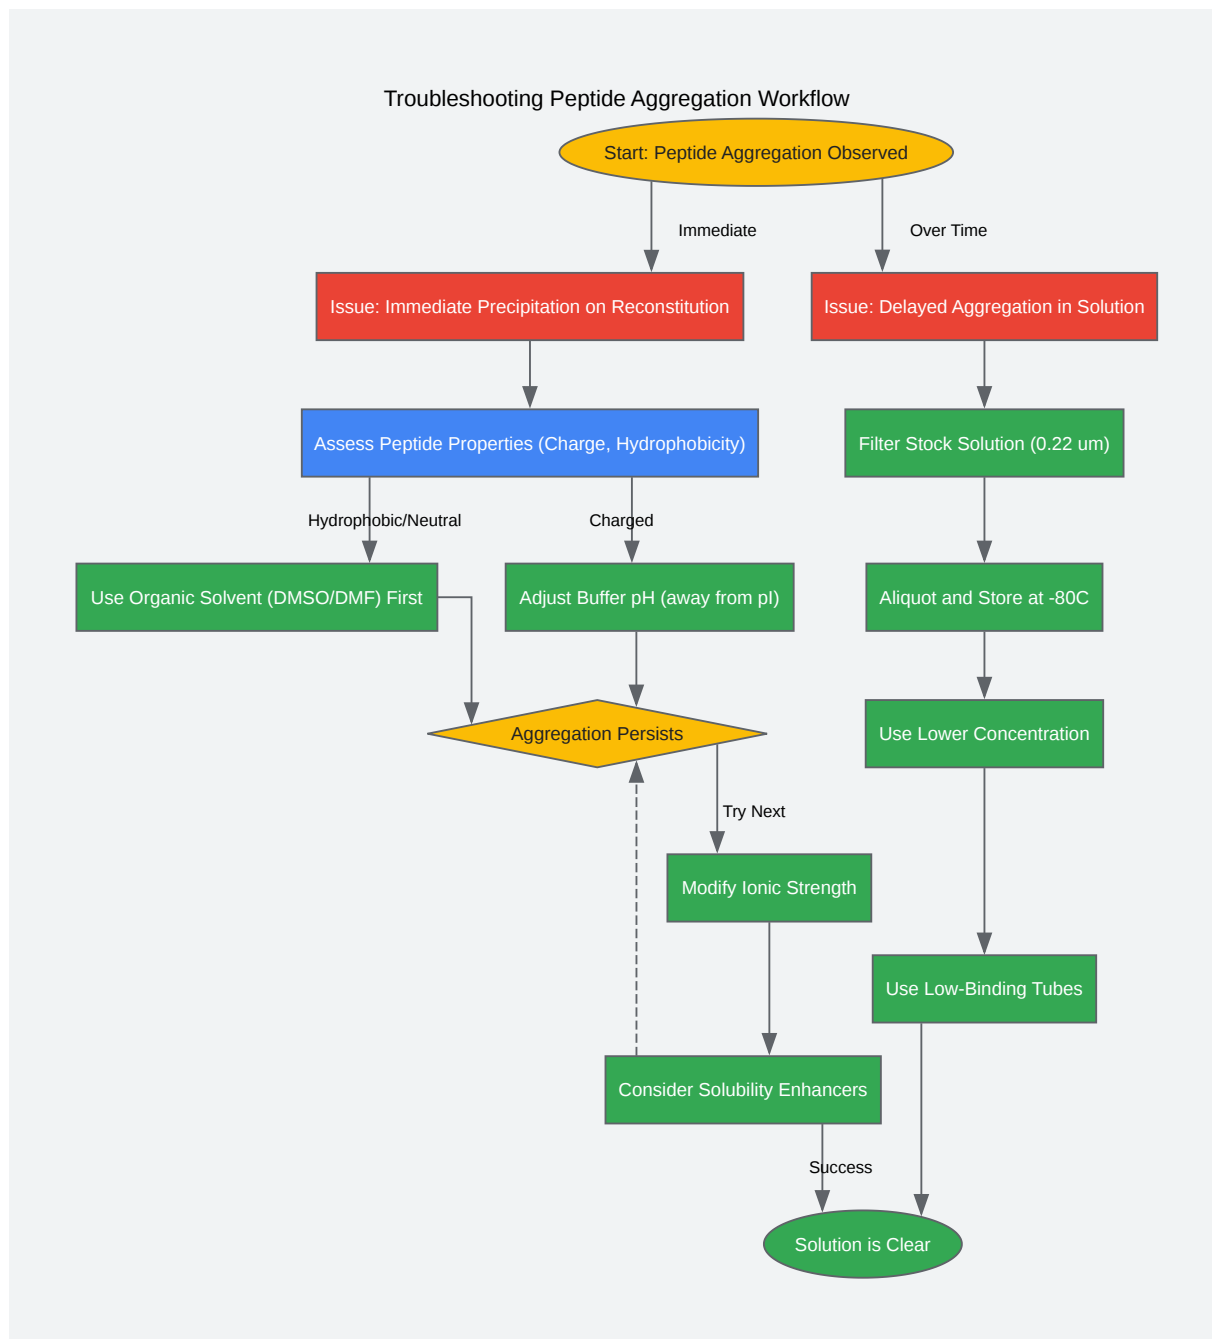 Troubleshooting Peptide Aggregation Workflow
Start: Peptide Aggregation Observed
Immediate
Over Time
Issue: Immediate Precipitation on Reconstitution
Issue: Delayed Aggregation in Solution
Assess Peptide Properties (Charge, Hydrophobicity)
Filter Stock Solution (0.22 um)
Hydrophobic/Neutral
Charged
Use Organic Solvent (DMSO/DMF) First
Adjust Buffer pH (away from pI)
Aliquot and Store at -80C
Aggregation Persists
Use Lower Concentration
Try Next
Modify Ionic Strength
Use Low-Binding Tubes
Consider Solubility Enhancers
Success
Solution is Clear